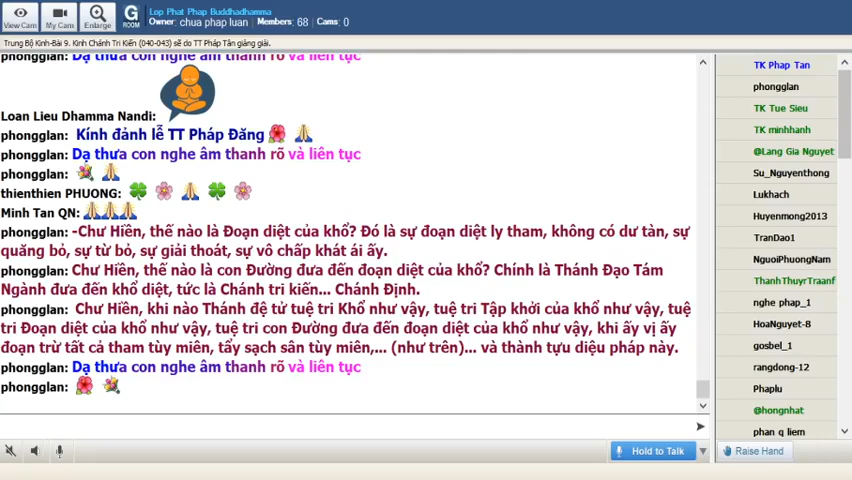 View Cam
My Cam
Enlarge
G
ROOM
Lop Phat Phap Buddhadhamma
Owner: chua phap luan Members: 68 Cams: 0
Trung Bộ Kinh-Bài 9. Kinh Chánh Tri Kiến (040-043) sẽ do TT Pháp Tân giảng giải.
phongglan: Dạ thưa con nghe âm thanh rõ và liên tục
Loan Lieu Dhamma Nandi:
phongglan: Kính đảnh lễ TT Pháp Đăng
phongglan: Dạ thưa con nghe âm thanh rõ và liên tục
phongglan:
thienthien PHUONG:
Minh Tan QN:
phongglan: -Chư Hiền, thế nào là Đoạn diệt của khổ? Đó là sự đoạn diệt ly tham, không có dư tàn, sự
quăng bỏ, sự từ bỏ, sự giải thoát, sự vô chấp khát ái ấy.
phongglan: Chư Hiền, thế nào là con Đường đưa đến đoạn diệt của khổ? Chính là Thánh Đạo Tám
Ngành đưa đến khổ diệt, tức là Chánh tri kiến... Chánh Định.
phongglan: Chư Hiền, khi nào Thánh đệ tử tuệ tri Khổ như vậy, tuệ tri Tập khởi của khổ như vậy, tuệ
tri Đoạn diệt của khổ như vậy, tuệ tri con Đường đưa đến đoạn diệt của khổ như vậy, khi ấy vị ấy
đoạn trừ tất cả tham tùy miên, tẩy sạch sân tùy miên,... (như trên)... và thành tựu diệu pháp này.
phongglan: Dạ thưa con nghe âm thanh rõ và liên tục
phongglan:
Hold to Talk
TK Phap Tan
phongglan
TK Tue Sieu
TK minhhanh
@Lang Gia Nguyet
Su_Nguyenthong
Lukhach
Huyenmong2013
TranDao1
NguoiPhuongNam
ThanhThuyrTraanf
nghe phap_1
HoaNguyet-8
gosbel_1
rangdong-12
Phaplu
@hongnhat
phan q liem
Raise Hand